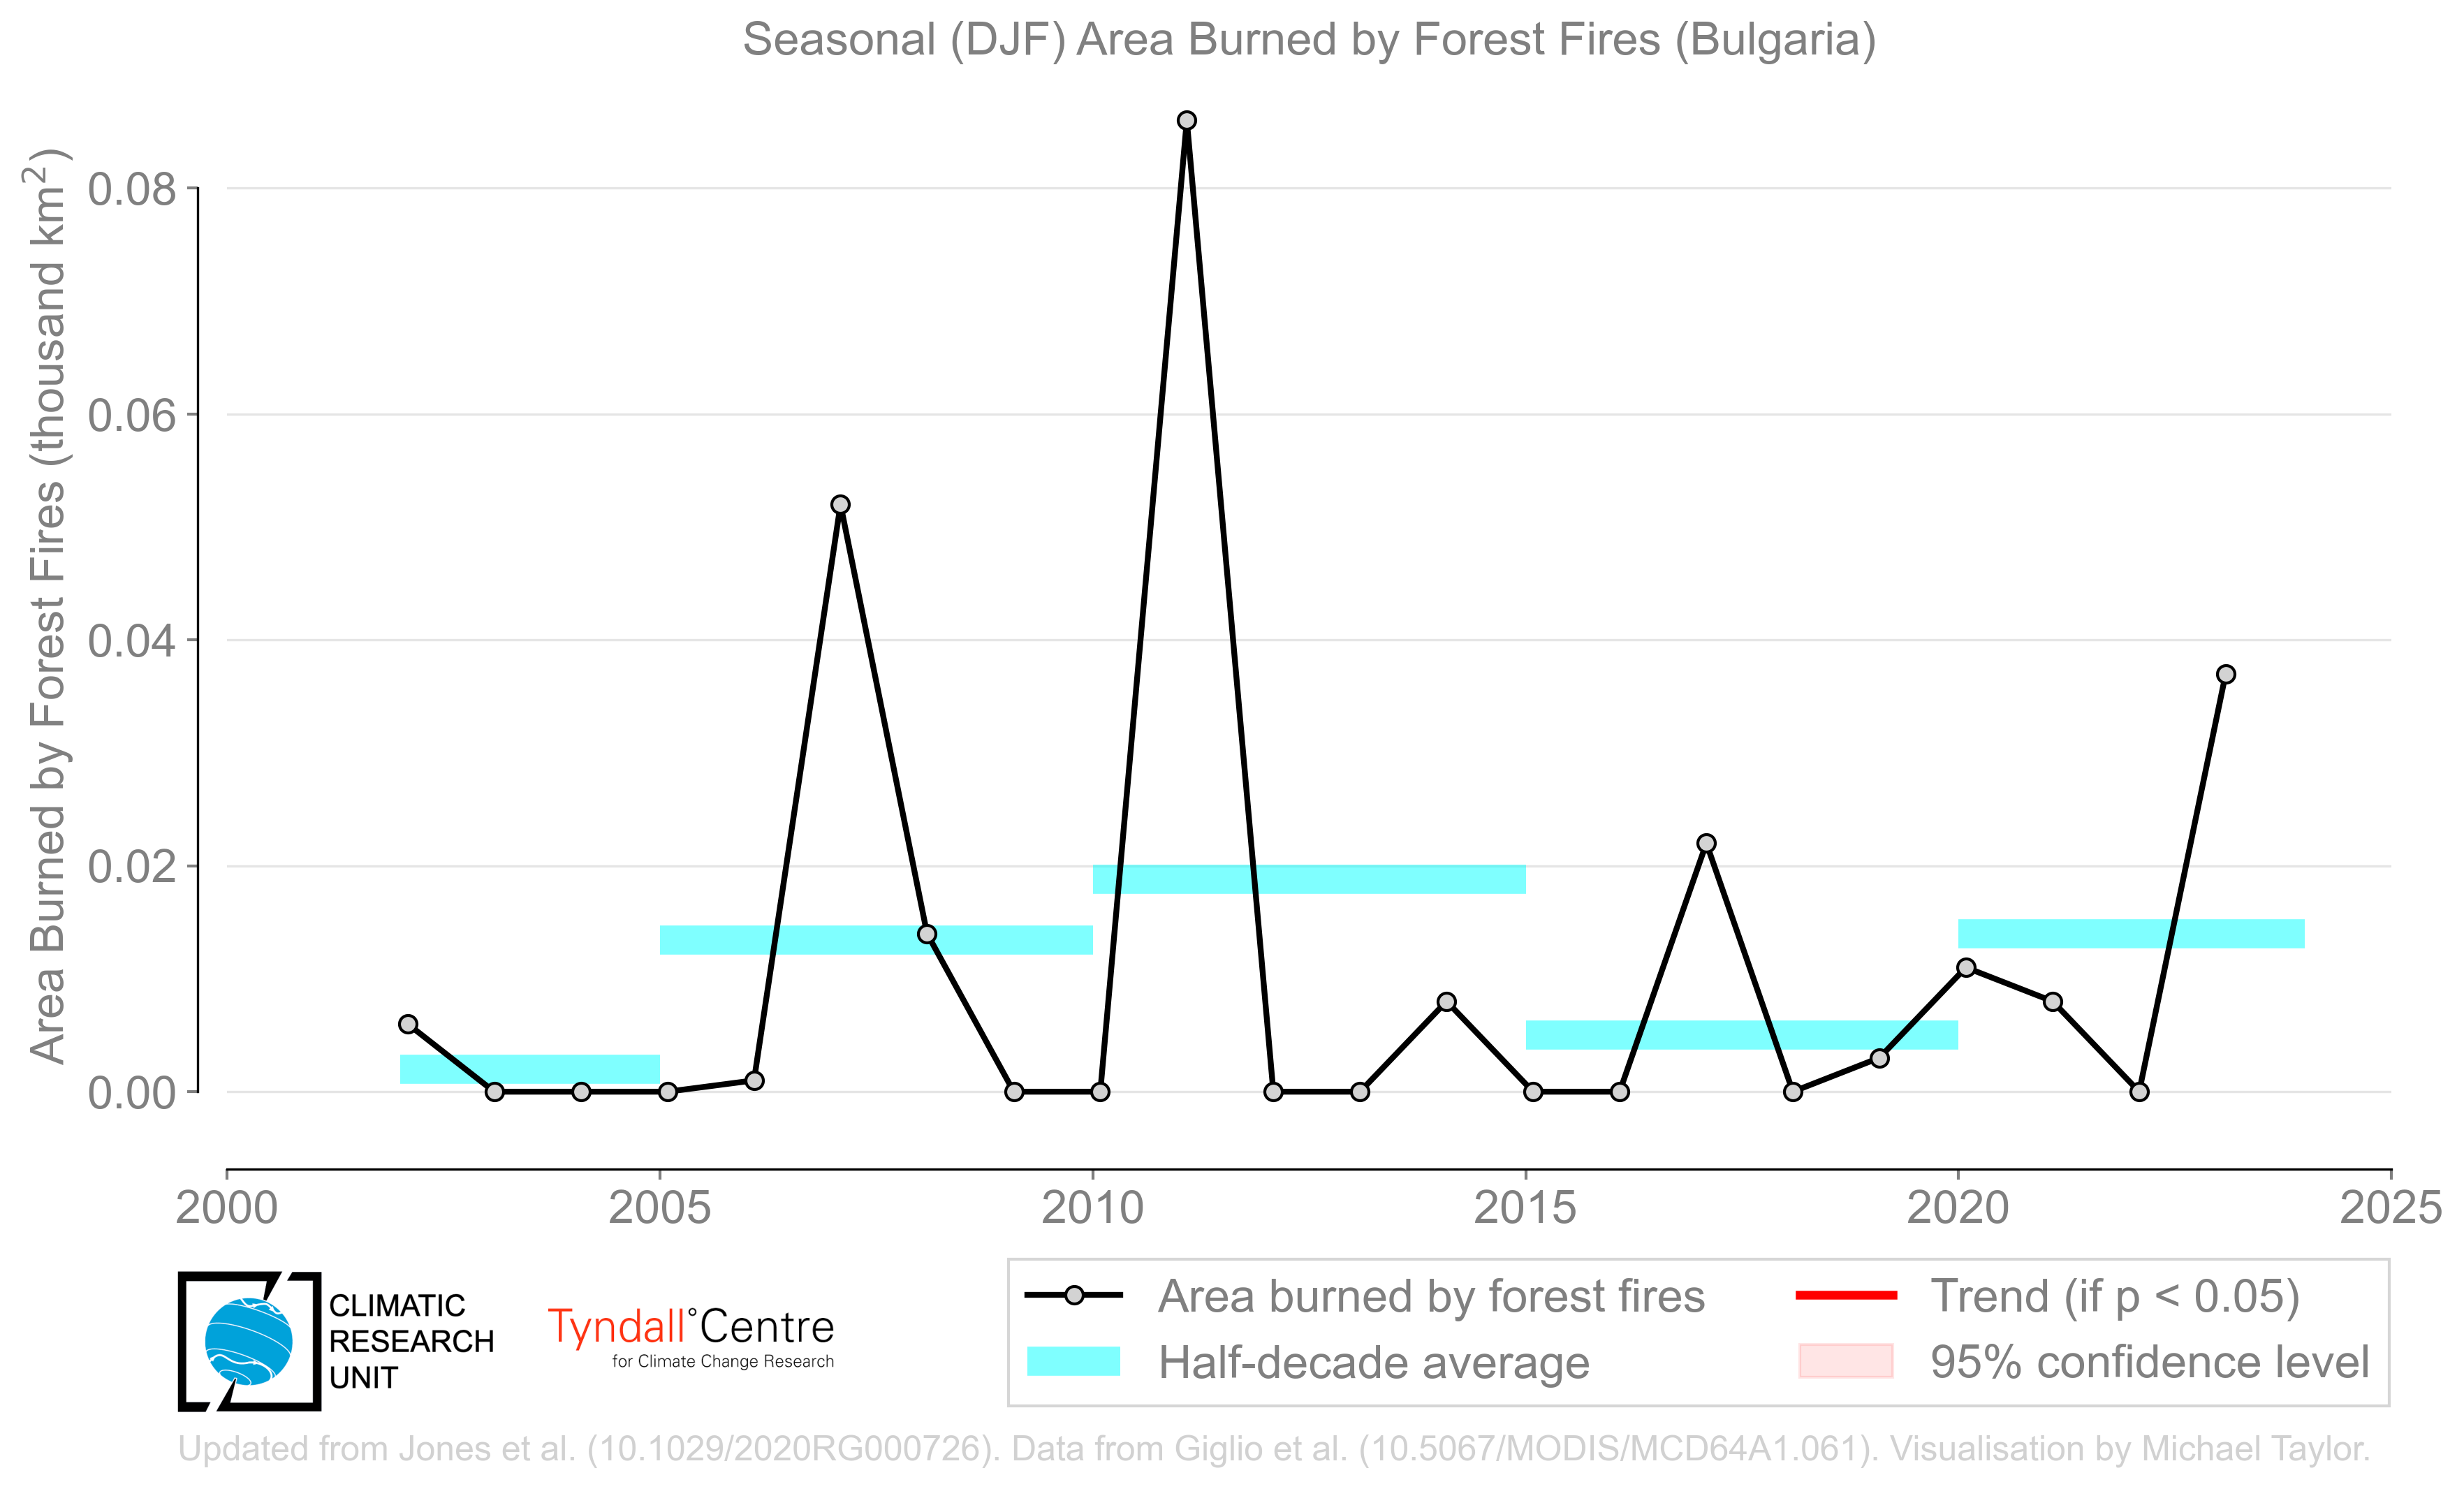 Seasonal (DJF) Area Burned by Forest Fires (Bulgaria)
Area Burned by Forest Fires (thousand km²)
0.08
0.06
0.04
0.02
0.00
2000 2005 2010 2015 2020 2025
CLIMATIC
RESEARCH
UNIT
Tyndall°Centre
for Climate Change Research
Area burned by forest fires
Half-decade average
Trend (if p < 0.05)
95% confidence level
Updated from Jones et al. (10.1029/2020RG000726). Data from Giglio et al. (10.5067/MODIS/MCD64A1.061). Visualisation by Michael Taylor.